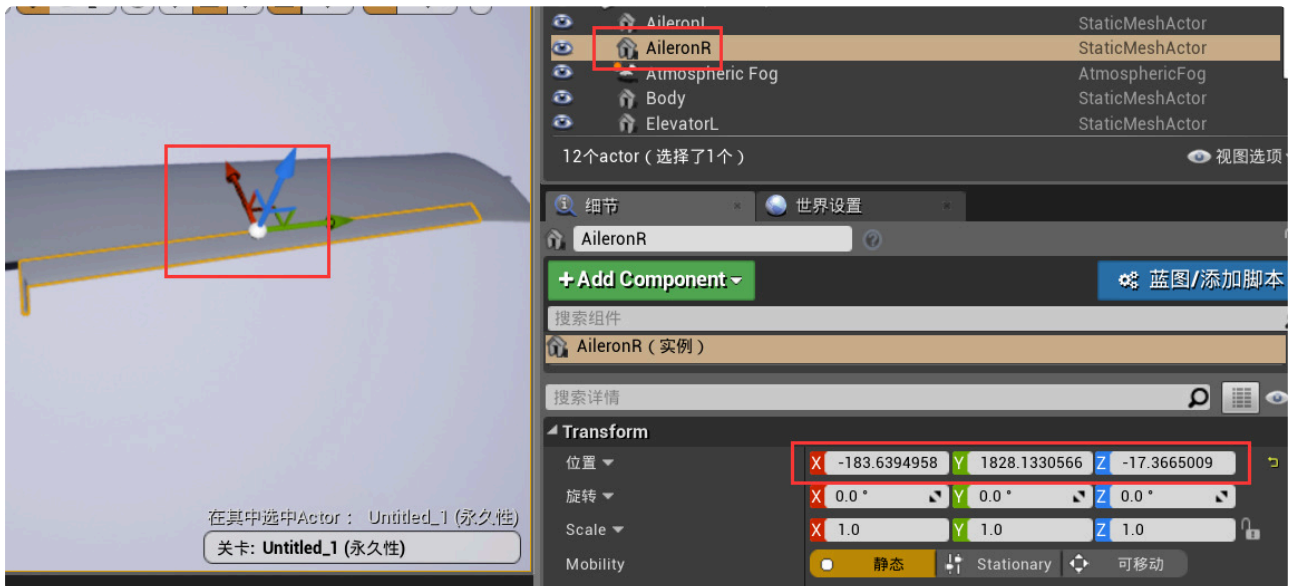 AileronL StaticMeshActor
AileronR StaticMeshActor
Atmospheric Fog AtmosphericFog
Body StaticMeshActor
ElevatorL StaticMeshActor
12个actor（选择了1个） 视图选项
细节 世界设置
AileronR
+Add Component 蓝图/添加脚本
搜索组件
AileronR（实例）
搜索详情
Transform
位置 X -183.6394958 Y 1828.1330566 Z -17.3665009
旋转 X 0.0° Y 0.0° Z 0.0°
Scale X 1.0 Y 1.0 Z 1.0
Mobility 静态 Stationary 可移动
在其中选中Actor： Untitled_1 (永久性)
关卡: Untitled_1 (永久性)